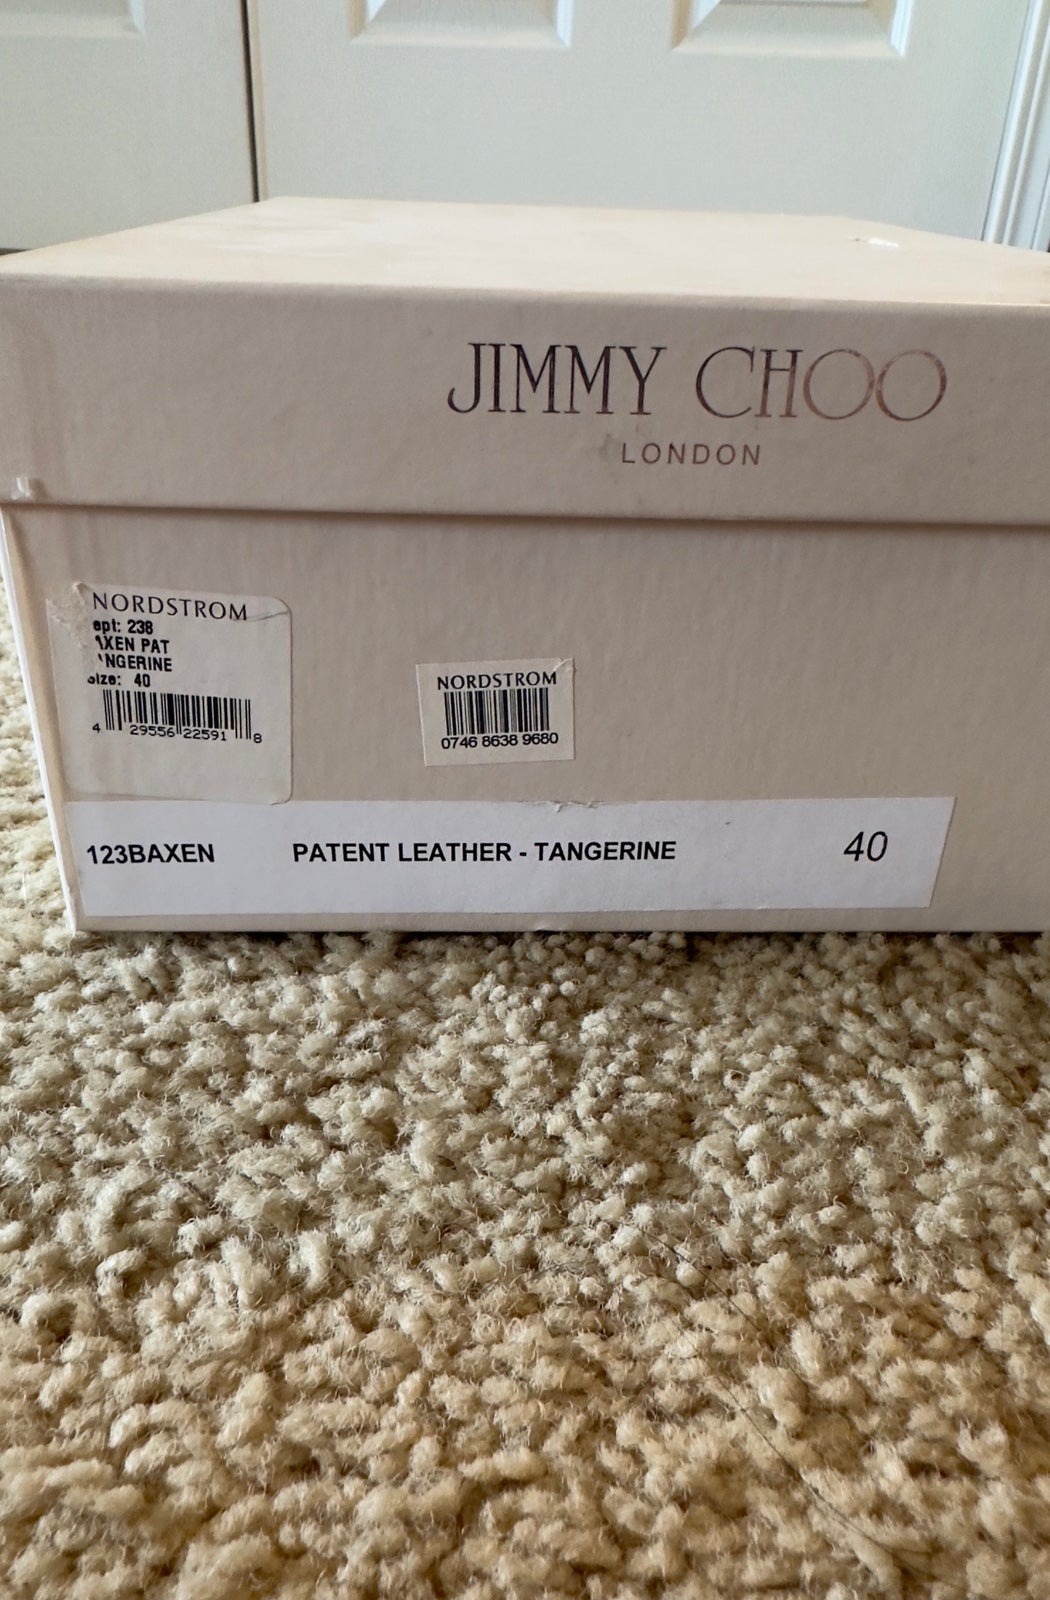 JIMMY CHOO
LONDON
NORDSTROM
ept: 238
AXEN PAT
ANGERINE
Size: 40
4 29556 22591 8
NORDSTROM
0746 8638 9680
123BAXEN PATENT LEATHER - TANGERINE 40